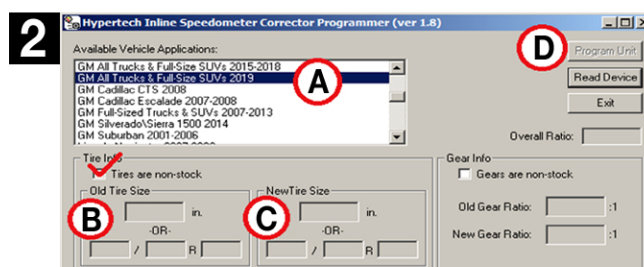 2
Hypertech Inline Speedometer Corrector Programmer (ver 1.8)
Available Vehicle Applications:
GM All Trucks & Full-Size SUVs 2015-2018
GM All Trucks & Full-Size SUVs 2019
GM Cadillac CTS 2008
GM Cadillac Escalade 2007-2008
GM Full-Sized Trucks & SUVs 2007-2013
GM Silverado\Sierra 1500 2014
GM Suburban 2001-2006
A
D
Program Unit
Read Device
Exit
Overall Ratio:
Tire Info
Tires are non-stock
Old Tire Size
B
in.
-OR-
/ R
NewTire Size
C
in.
-OR-
/ R
Gear Info
Gears are non-stock
Old Gear Ratio: :1
New Gear Ratio: :1